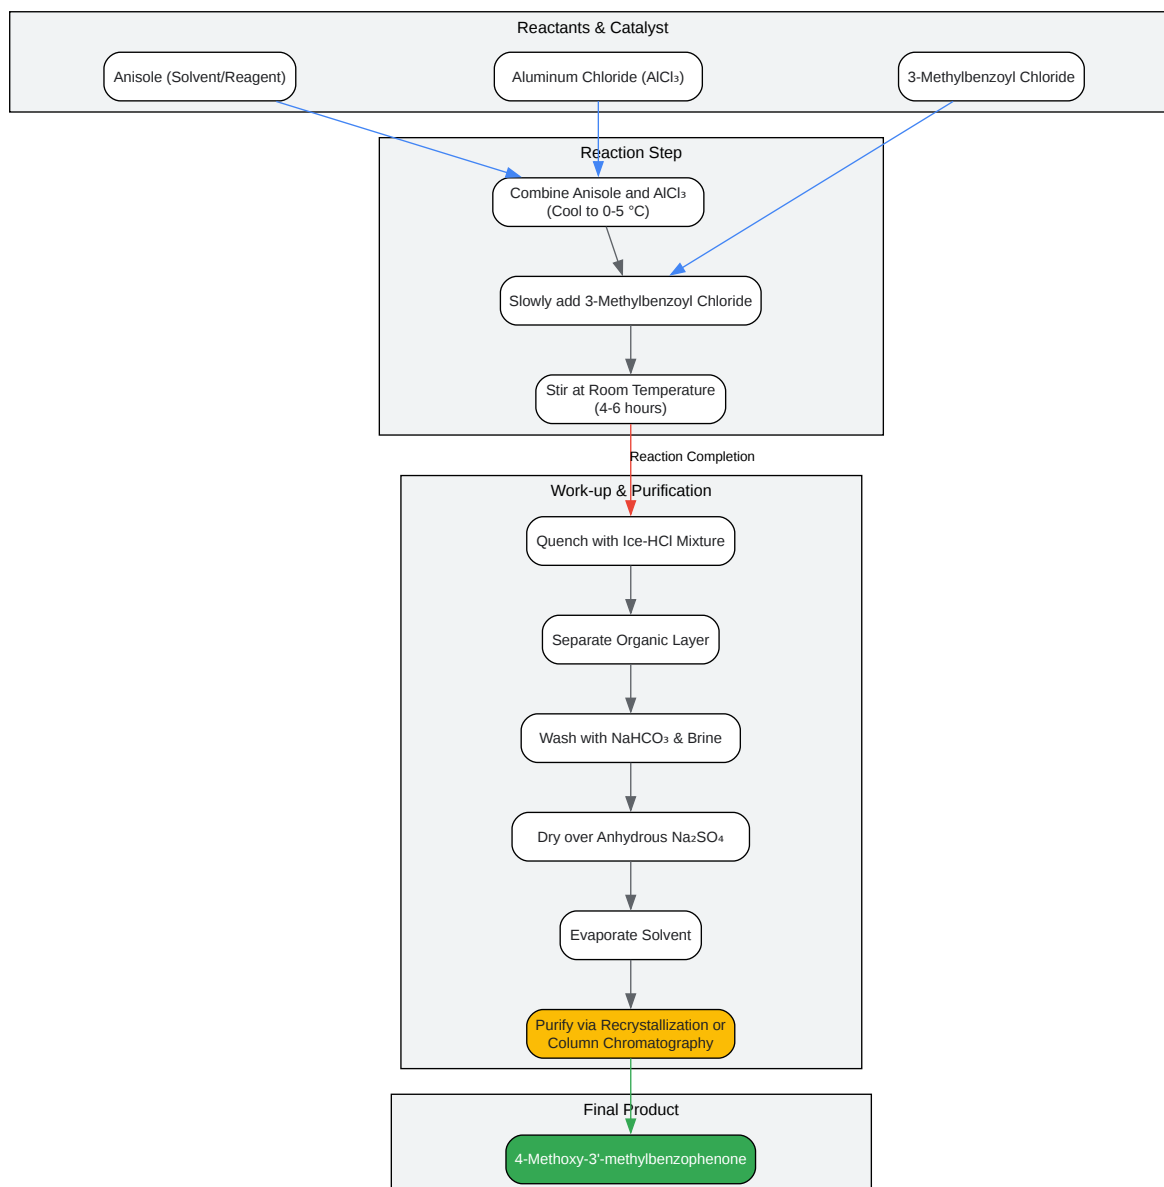 Reactants & Catalyst
Anisole (Solvent/Reagent)
Aluminum Chloride (AlCl₃)
3-Methylbenzoyl Chloride
Reaction Step
Combine Anisole and AlCl₃
(Cool to 0-5 °C)
Slowly add 3-Methylbenzoyl Chloride
Stir at Room Temperature
(4-6 hours)
Reaction Completion
Work-up & Purification
Quench with Ice-HCl Mixture
Separate Organic Layer
Wash with NaHCO₃ & Brine
Dry over Anhydrous Na₂SO₄
Evaporate Solvent
Purify via Recrystallization or
Column Chromatography
Final Product
4-Methoxy-3'-methylbenzophenone